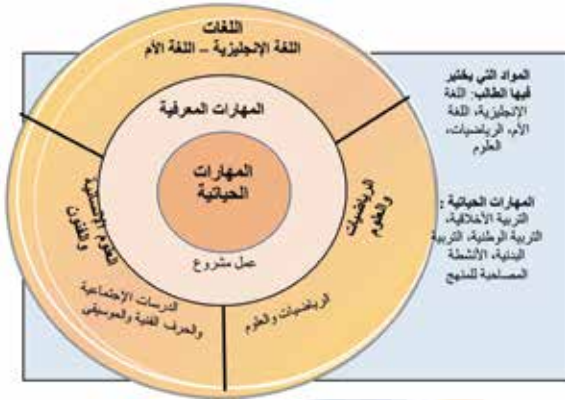 اللغات
اللغة الإنجليزية – اللغة الأم
المهارات المعرفية
المهارات
الحياتية
عمل مشروع
الرياضيات
والعلوم
الرياضيات والعلوم
العلوم الإنسانية
والفنون
الدرسات الإجتماعية
والحرف الفنية والموسيقى
المواد التي يختبر
فيها الطالب: اللغة
الإنجليزية، اللغة
الأم، الرياضيات،
العلوم
المهارات الحياتية :
التربية الأخلاقية،
التربية الوطنية، التربية
البدنية، الأنشطة
المصاحبة للمنهج